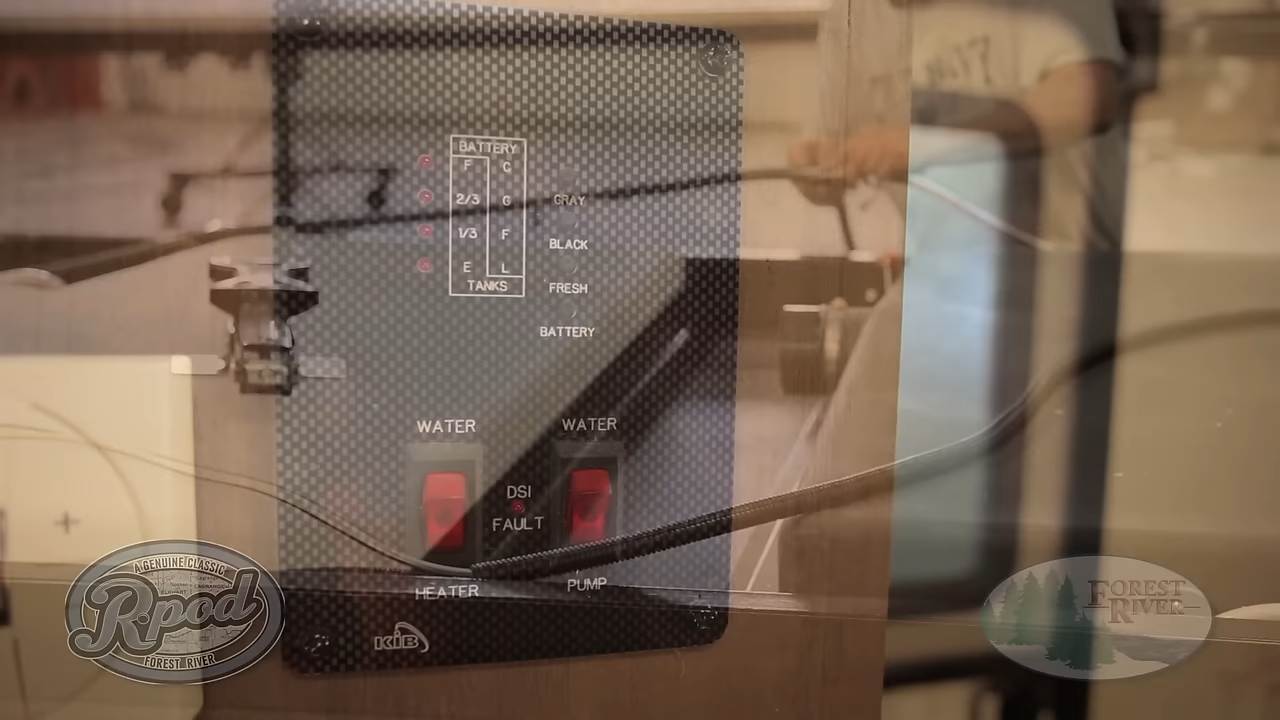 BATTERY
F C
2/3 G
1/3 F
E L
TANKS
GRAY
BLACK
FRESH
BATTERY
WATER
WATER
DSI
FAULT
HEATER
PUMP
KIB
A GENUINE CLASSIC
R-pod
FOREST RIVER
FOREST
RIVER